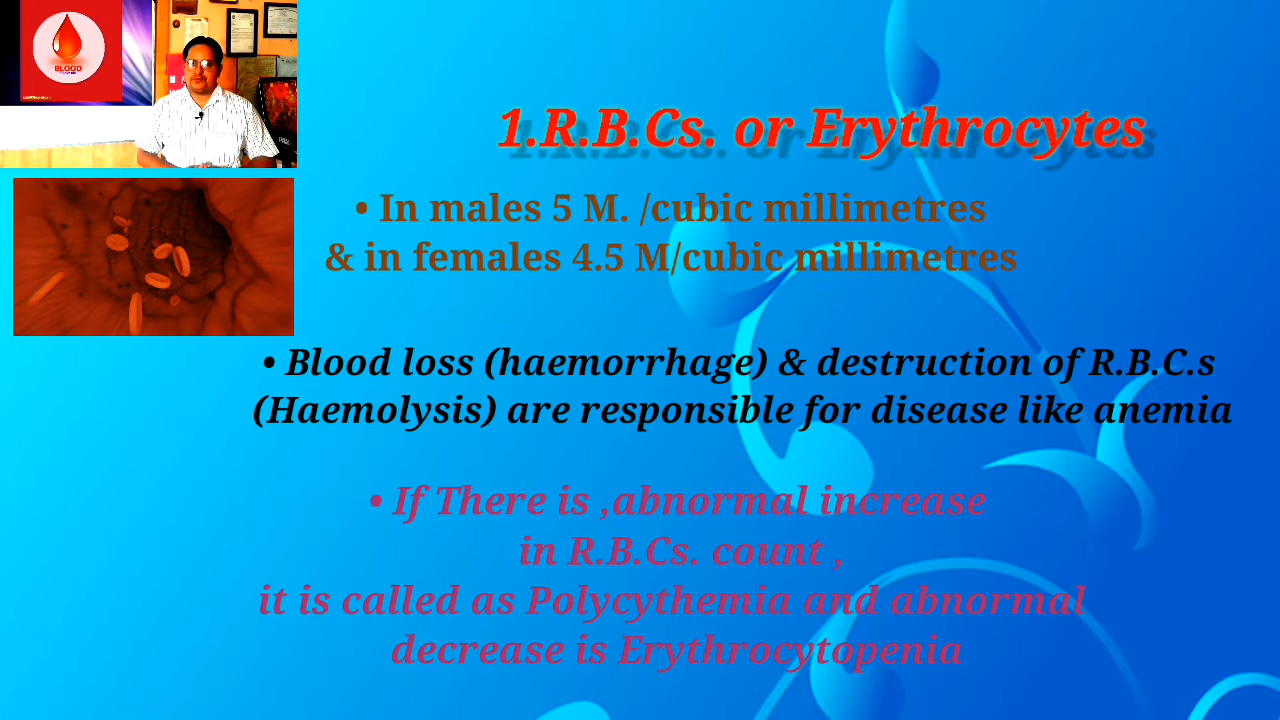 BLOOD
1.R.B.Cs. or Erythrocytes
• In males 5 M. /cubic millimetres
& in females 4.5 M/cubic millimetres
• Blood loss (haemorrhage) & destruction of R.B.C.s
(Haemolysis) are responsible for disease like anemia
• If There is ,abnormal increase
in R.B.Cs. count ,
it is called as Polycythemia and abnormal
decrease is Erythrocytopenia